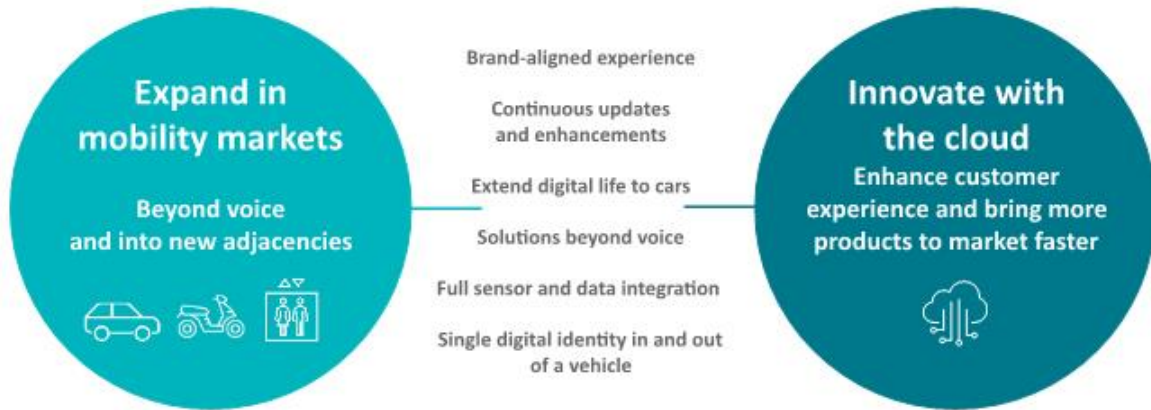 Expand in
mobility markets
Beyond voice
and into new adjacencies
Brand-aligned experience
Continuous updates
and enhancements
Extend digital life to cars
Solutions beyond voice
Full sensor and data integration
Single digital identity in and out
of a vehicle
Innovate with
the cloud
Enhance customer
experience and bring more
products to market faster